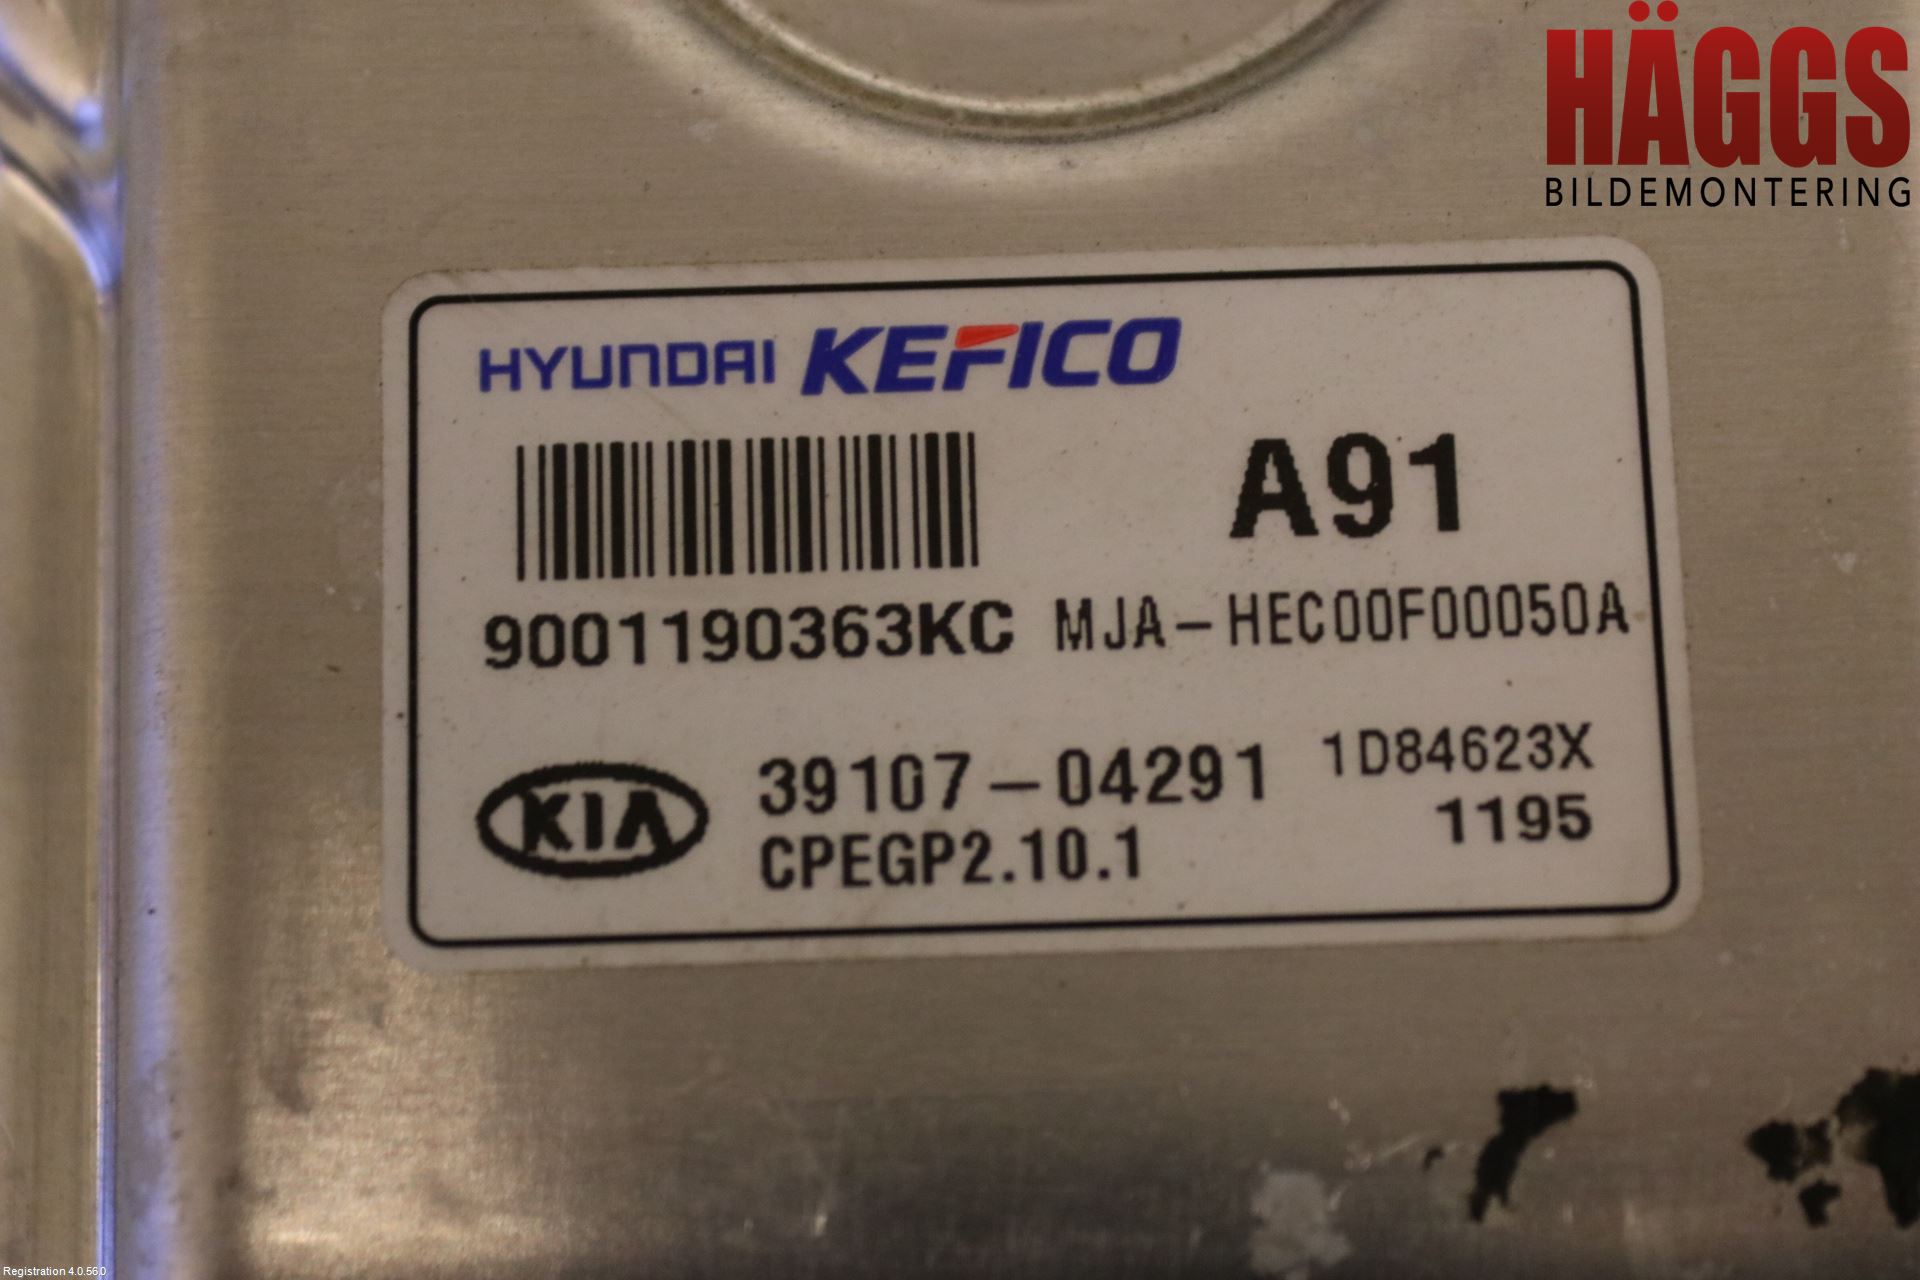 HÄGGS
BILDEMONTERING
HYUNDAI KEFICO
A91
9001190363KC MJA-HEC00F00050A
KIA
39107-04291 1D84623X
CPEGP2.10.1 1195
Registration 4.0.56.0